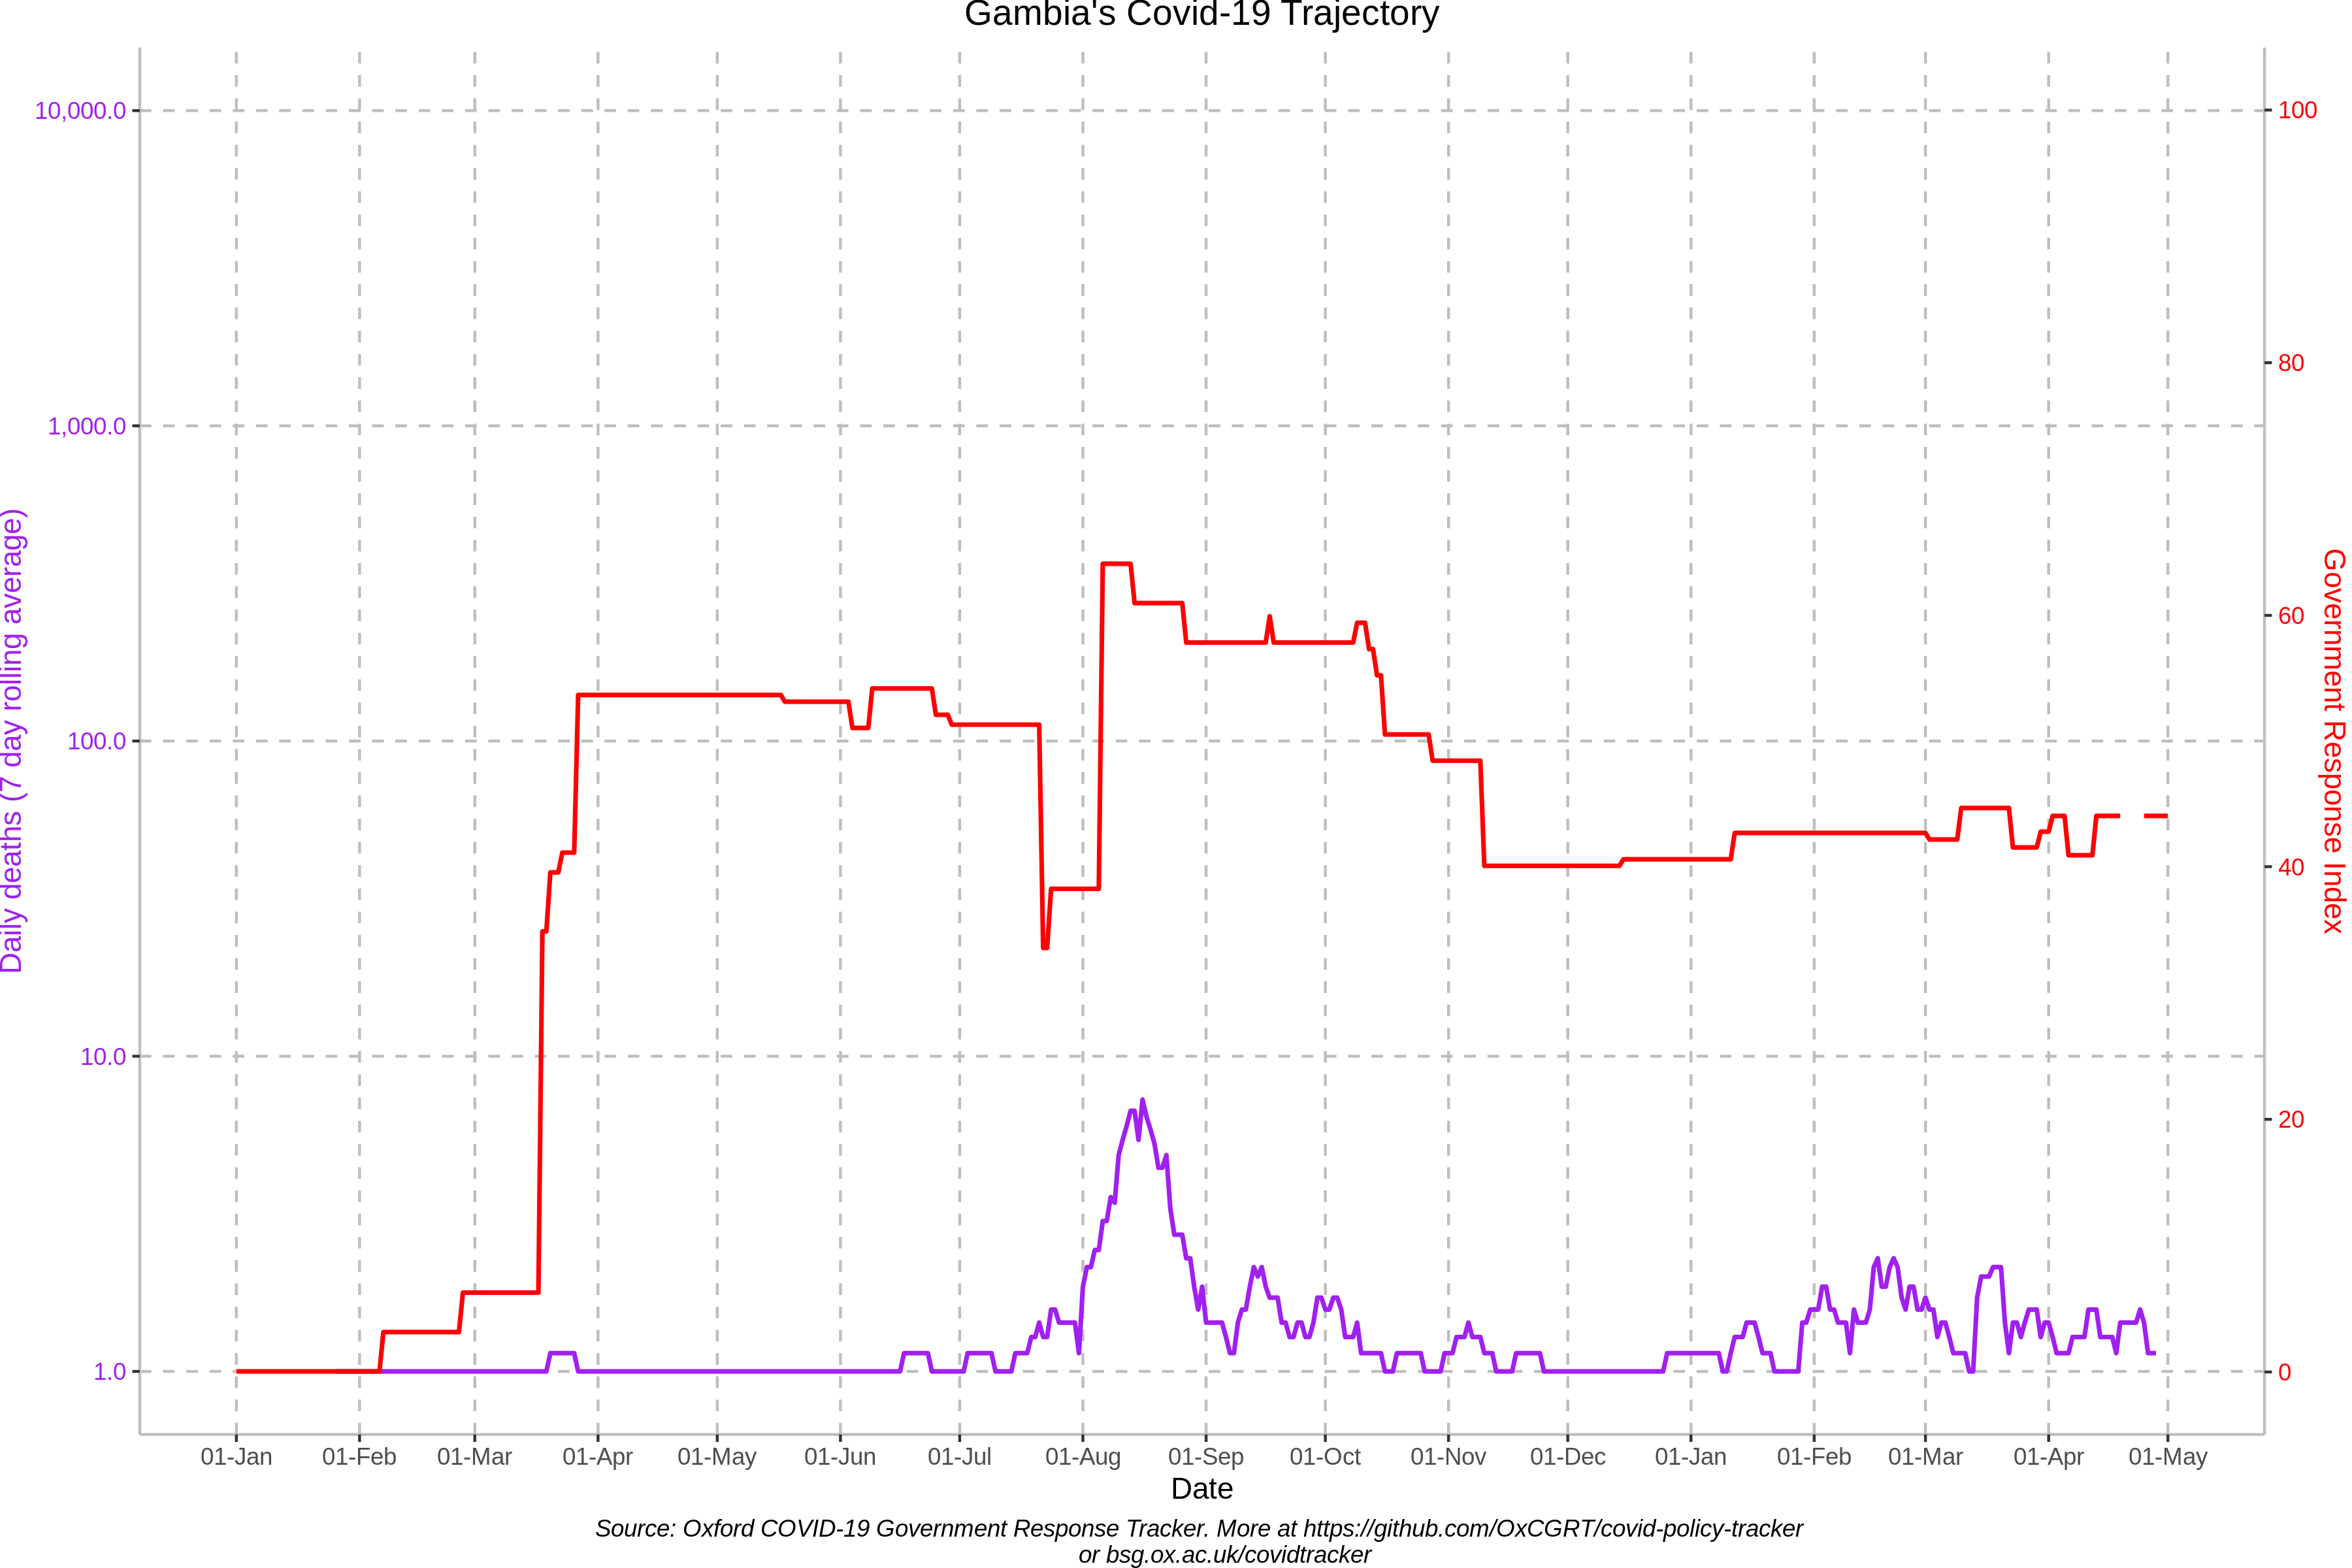 Gambia's Covid-19 Trajectory
10,000.0
1,000.0
100.0
10.0
1.0
Daily deaths (7 day rolling average)
100
80
60
40
20
0
Government Response Index
01-Jan 01-Feb 01-Mar 01-Apr 01-May 01-Jun 01-Jul 01-Aug 01-Sep 01-Oct 01-Nov 01-Dec 01-Jan 01-Feb 01-Mar 01-Apr 01-May
Date
Source: Oxford COVID-19 Government Response Tracker. More at https://github.com/OxCGRT/covid-policy-tracker
or bsg.ox.ac.uk/covidtracker